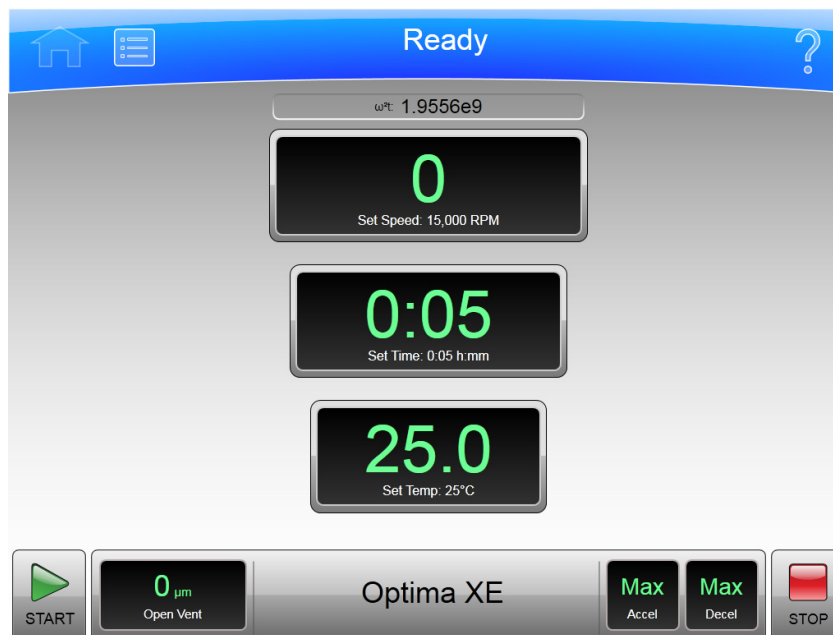 Ready
?
ω²t: 1.9556e9
0
Set Speed: 15,000 RPM
0:05
Set Time: 0:05 h:mm
25.0
Set Temp: 25°C
START
0 µm
Open Vent
Optima XE
Max
Accel
Max
Decel
STOP